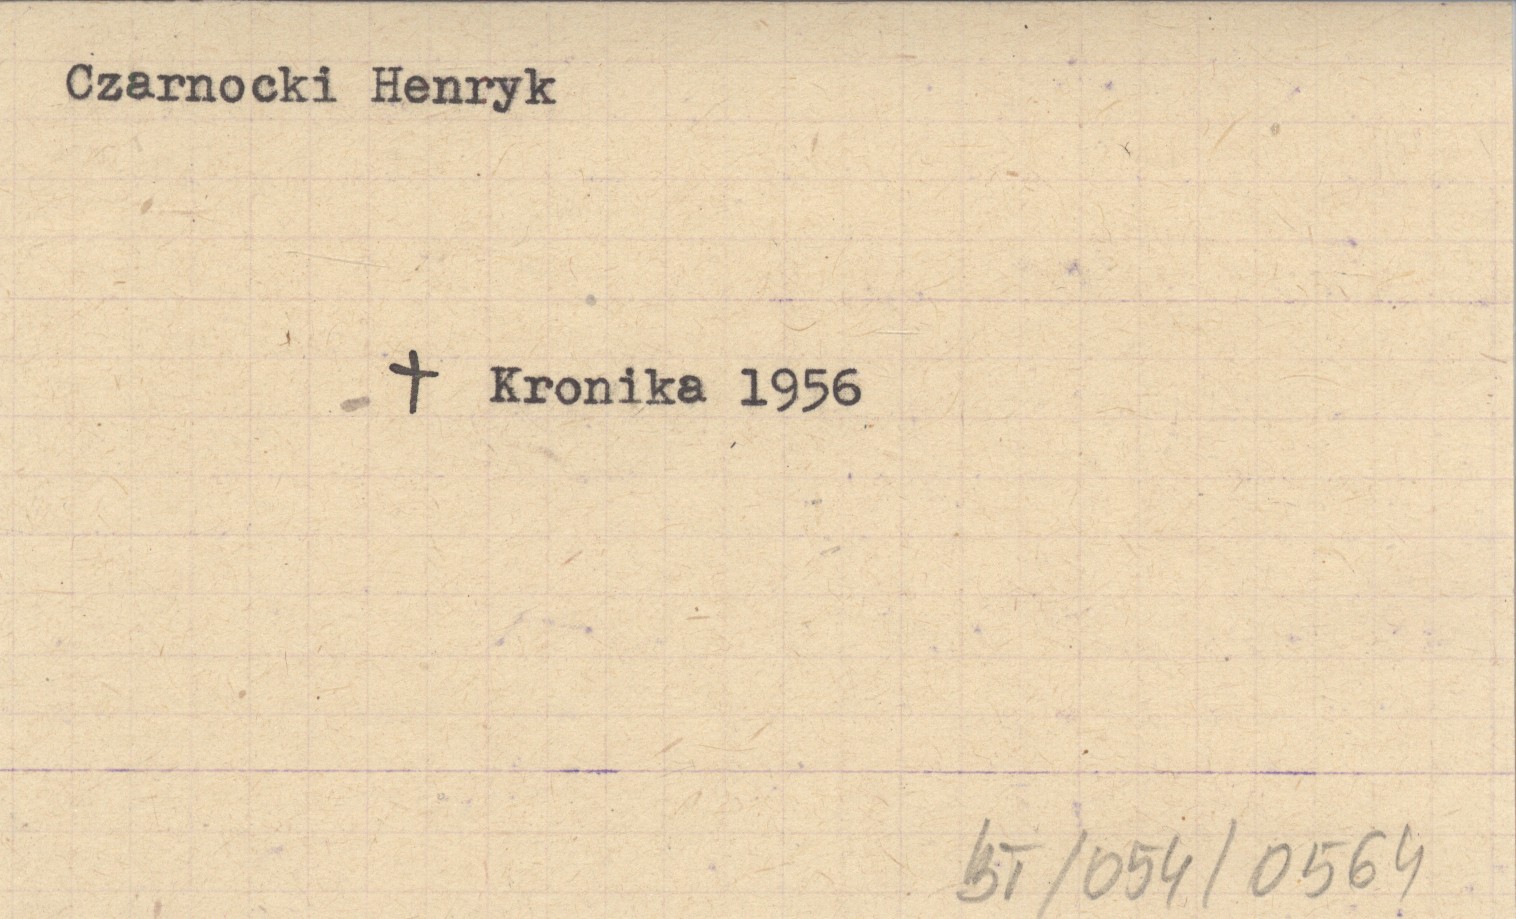 Czarnocki Henryk
† Kronika 1956
BT/054/0564